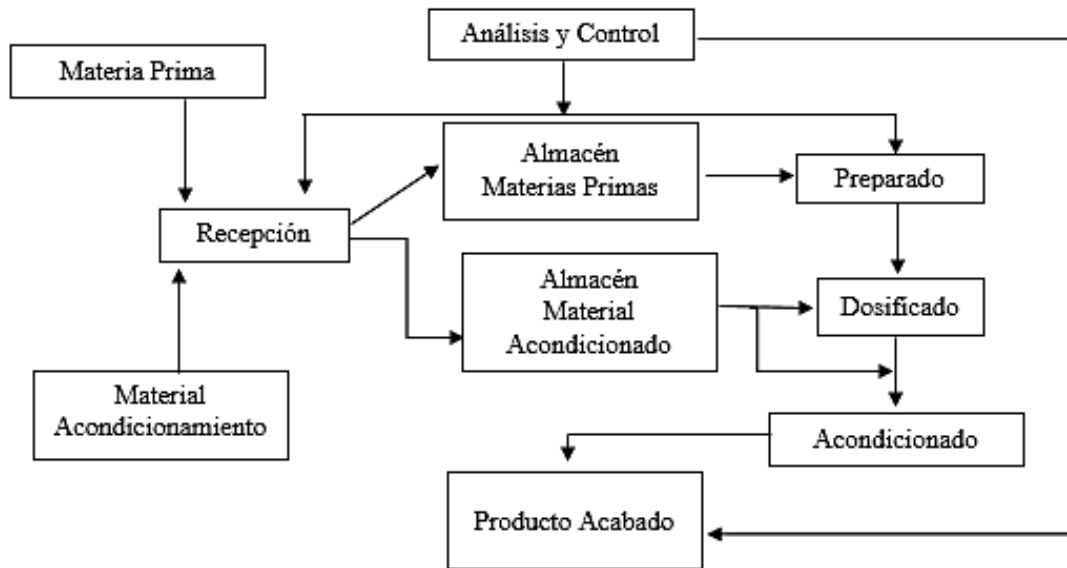 Análisis y Control
Materia Prima
Almacén
Materias Primas
Preparado
Recepción
Almacén
Material
Acondicionado
Dosificado
Material
Acondicionamiento
Acondicionado
Producto Acabado